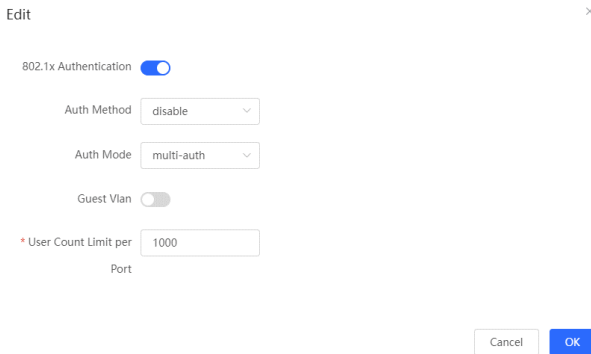 Edit
802.1x Authentication
Auth Method disable
Auth Mode multi-auth
Guest Vlan
* User Count Limit per 1000
Port
Cancel OK